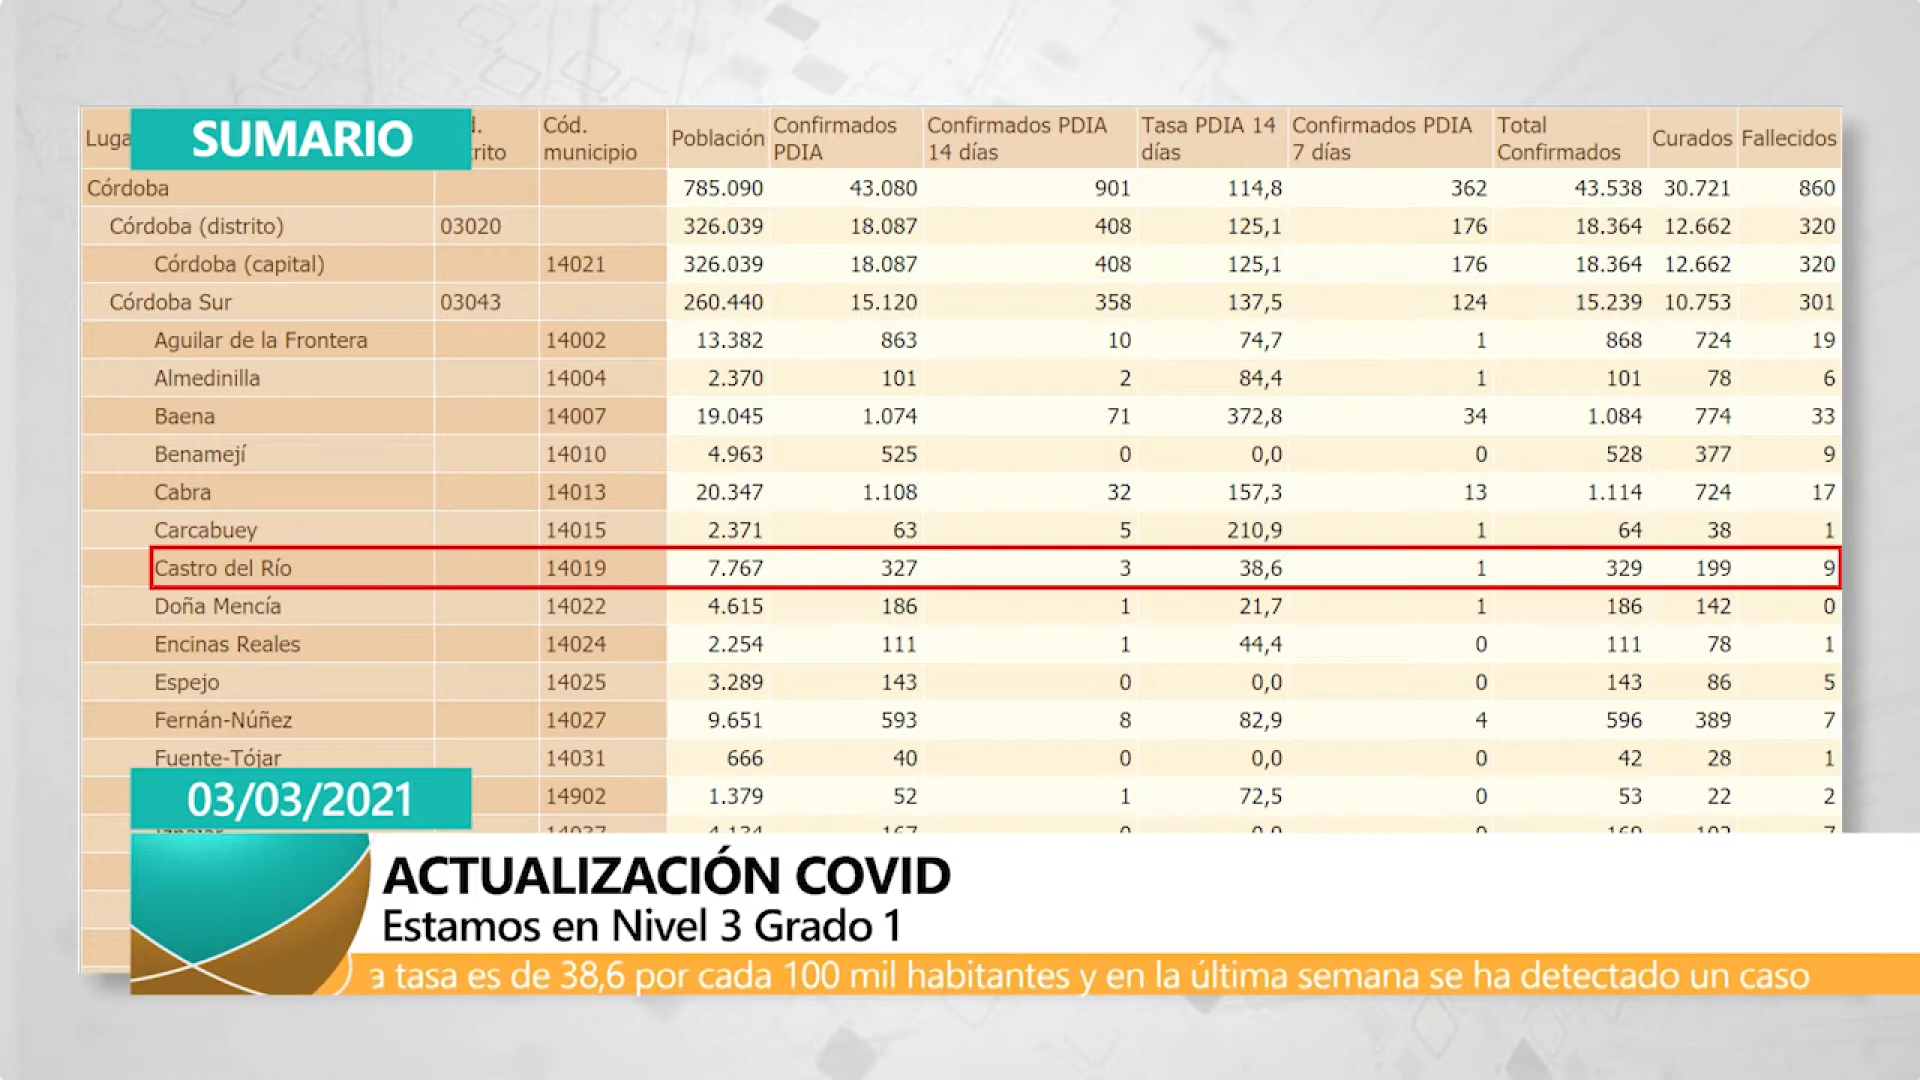 SUMARIO
Cód. municipio Población Confirmados PDIA Confirmados PDIA 14 días Tasa PDIA 14 días Confirmados PDIA 7 días Total Confirmados Curados Fallecidos
Córdoba 785.090 43.080 901 114,8 362 43.538 30.721 860
Córdoba (distrito) 03020 326.039 18.087 408 125,1 176 18.364 12.662 320
Córdoba (capital) 14021 326.039 18.087 408 125,1 176 18.364 12.662 320
Córdoba Sur 03043 260.440 15.120 358 137,5 124 15.239 10.753 301
Aguilar de la Frontera 14002 13.382 863 10 74,7 1 868 724 19
Almedinilla 14004 2.370 101 2 84,4 1 101 78 6
Baena 14007 19.045 1.074 71 372,8 34 1.084 774 33
Benamejí 14010 4.963 525 0 0,0 0 528 377 9
Cabra 14013 20.347 1.108 32 157,3 13 1.114 724 17
Carcabuey 14015 2.371 63 5 210,9 1 64 38 1
Castro del Río 14019 7.767 327 3 38,6 1 329 199 9
Doña Mencía 14022 4.615 186 1 21,7 1 186 142 0
Encinas Reales 14024 2.254 111 1 44,4 0 111 78 1
Espejo 14025 3.289 143 0 0,0 0 143 86 5
Fernán-Núñez 14027 9.651 593 8 82,9 4 596 389 7
Fuente-Tójar 14031 666 40 0 0,0 0 42 28 1
14902 1.379 52 1 72,5 0 53 22 2
03/03/2021
ACTUALIZACIÓN COVID
Estamos en Nivel 3 Grado 1
a tasa es de 38,6 por cada 100 mil habitantes y en la última semana se ha detectado un caso